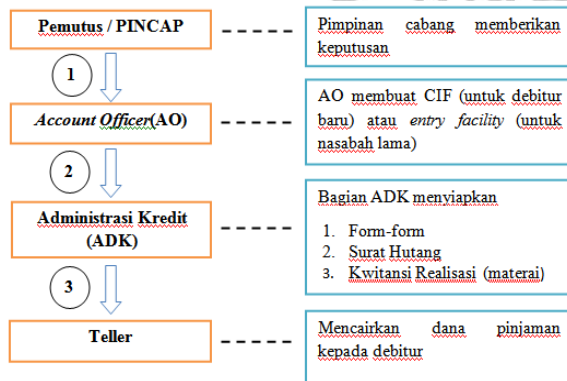 Pemutus / PINCAP
Pimpinan cabang memberikan
keputusan
1
Account Officer(AO)
AO membuat CIF (untuk debitur
baru) atau entry facility (untuk
nasabah lama)
2
Administrasi Kredit
(ADK)
Bagian ADK menyiapkan
1. Form-form
2. Surat Hutang
3. Kwitansi Realisasi (materai)
3
Teller
Mencairkan dana pinjaman
kepada debitur